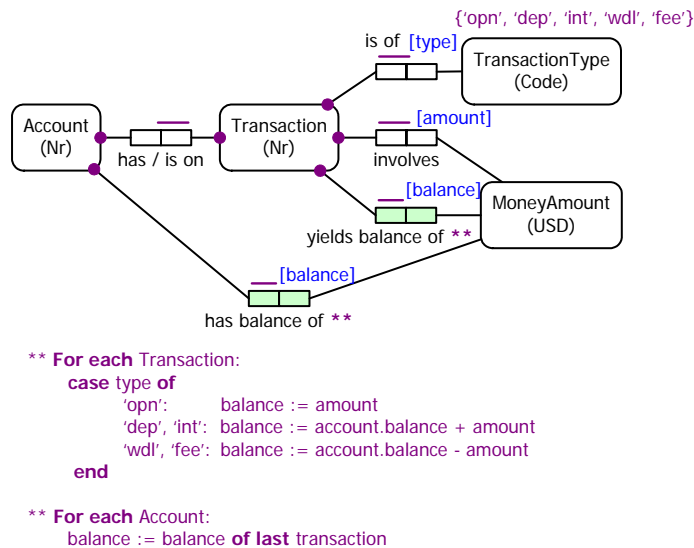 {‘opn’, ‘dep’, ‘int’, ‘wdl’, ‘fee’}
is of [type]
TransactionType
(Code)
Account
(Nr)
has / is on
Transaction
(Nr)
[amount]
involves
[balance]
yields balance of **
MoneyAmount
(USD)
[balance]
has balance of **
** For each Transaction:
case type of
‘opn’: balance := amount
‘dep’, ‘int’: balance := account.balance + amount
‘wdl’, ‘fee’: balance := account.balance - amount
end
** For each Account:
balance := balance of last transaction